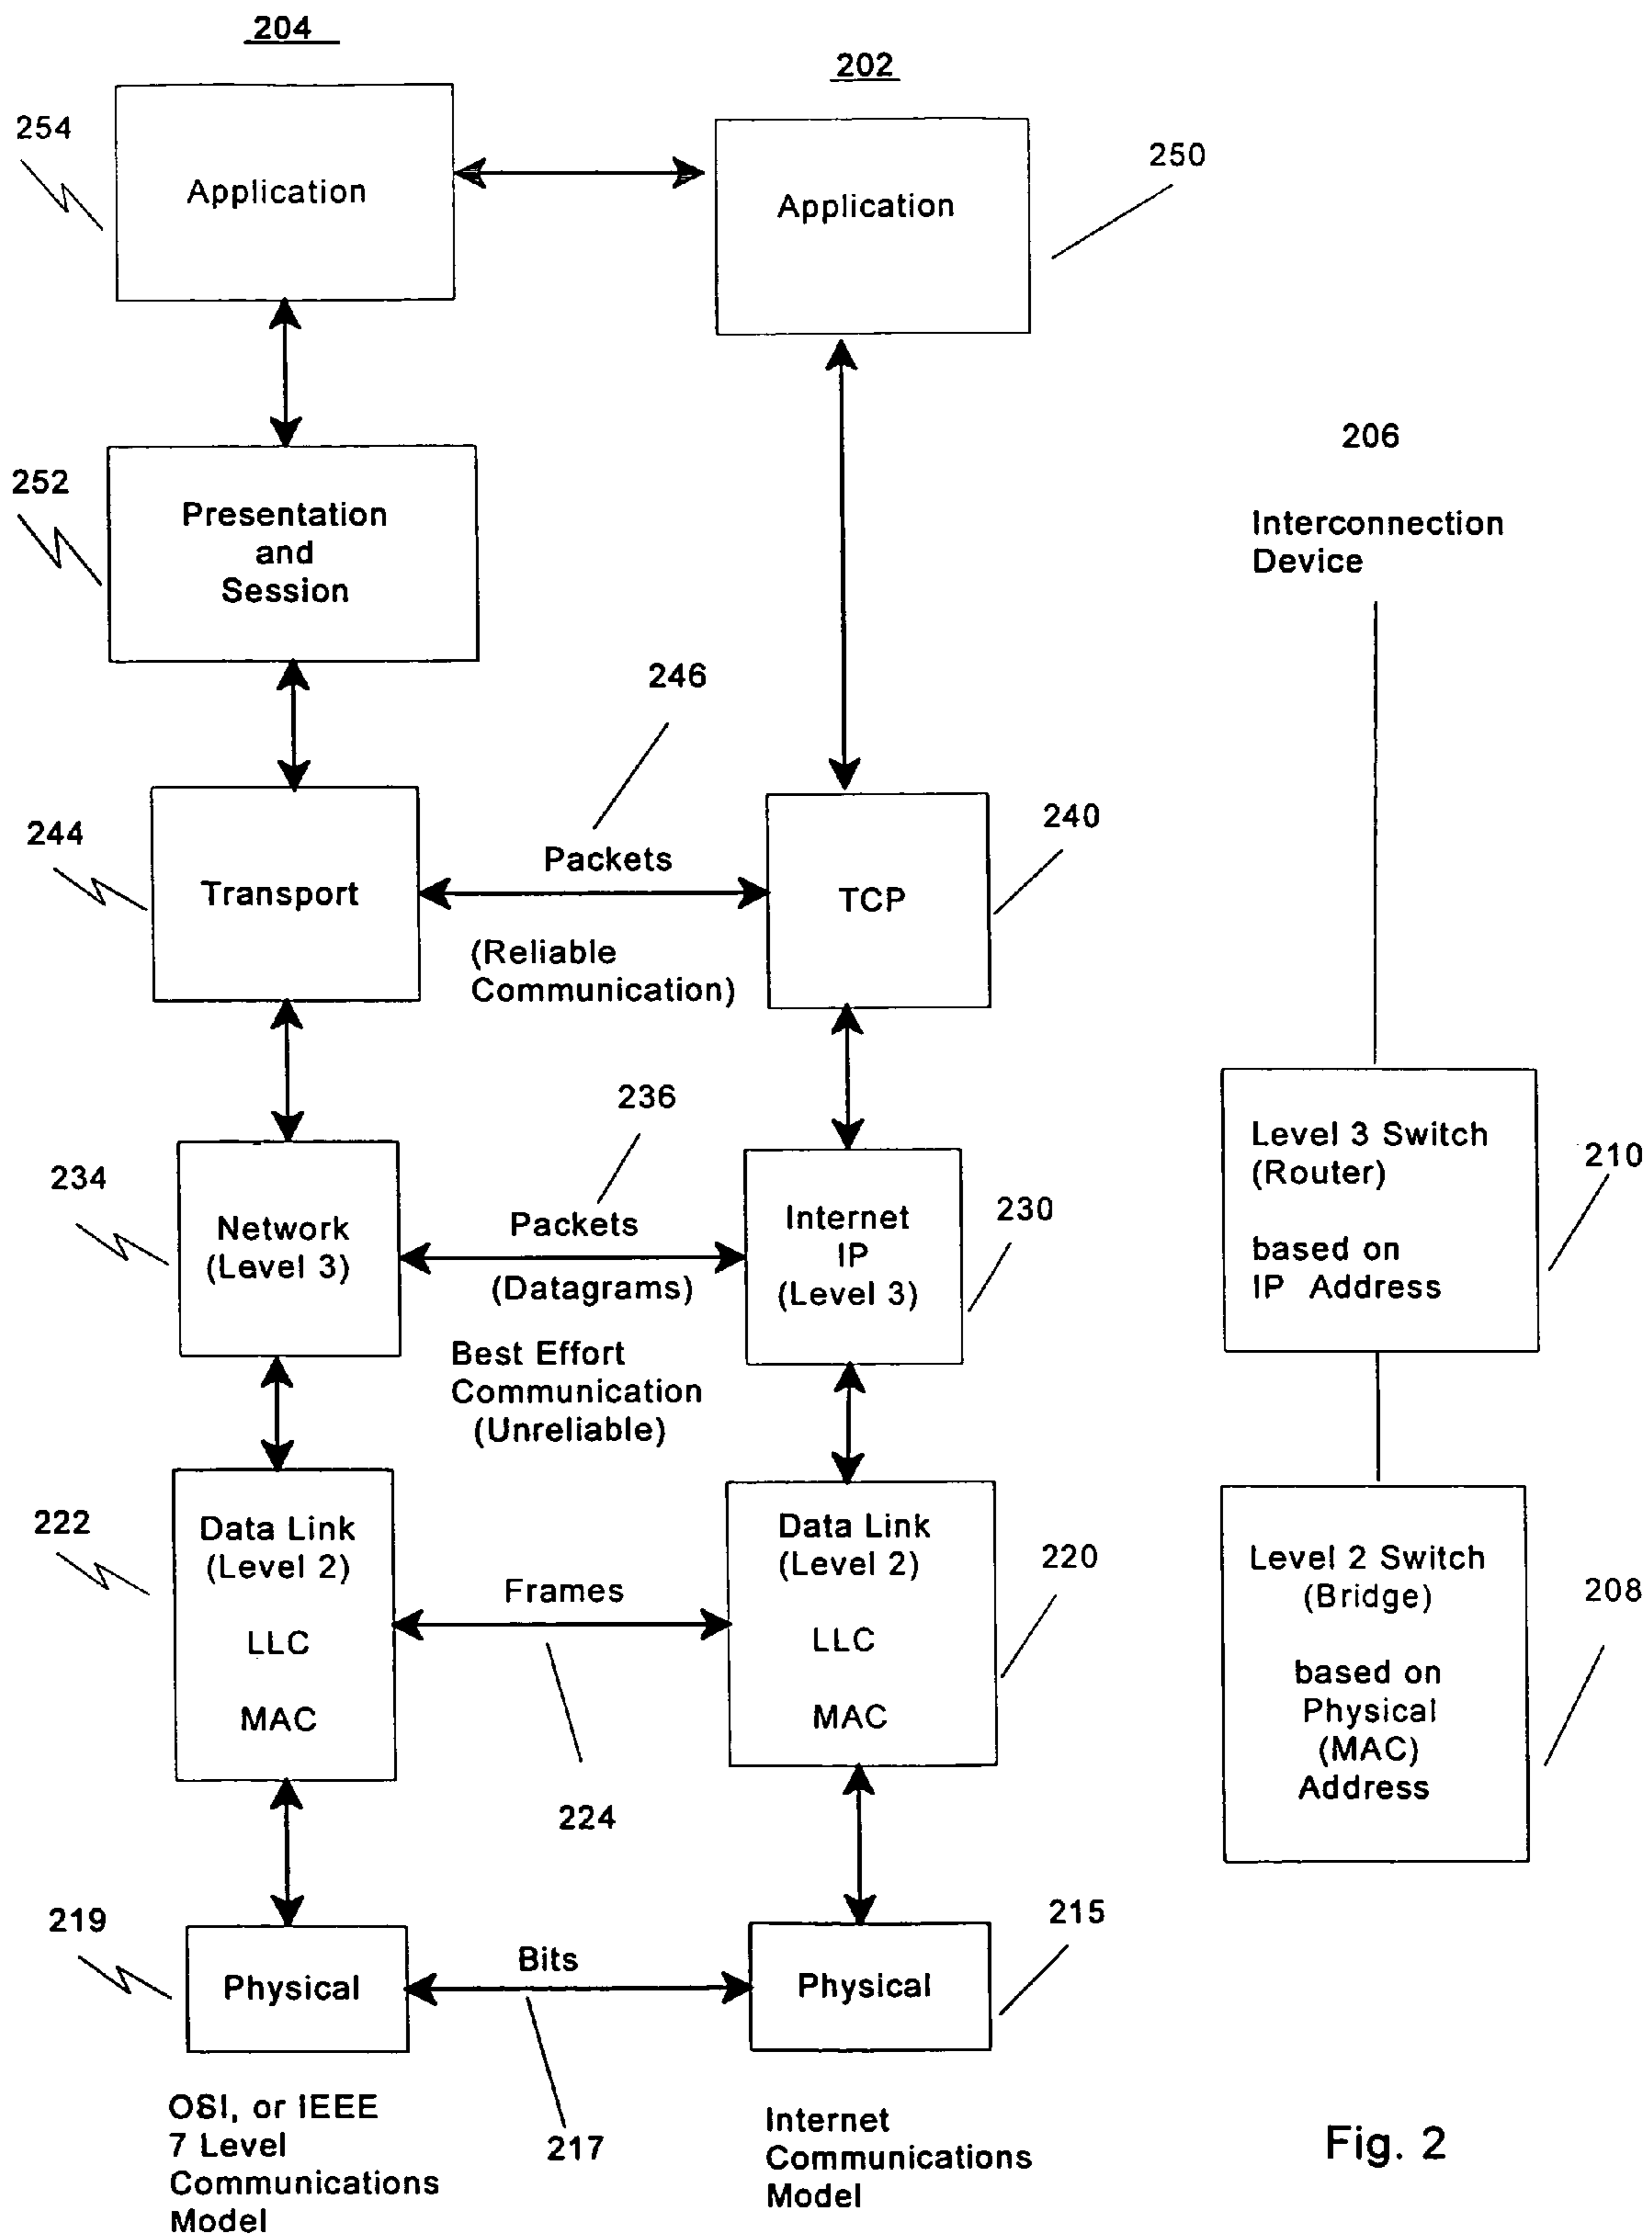 204
202
254
Application
Application
250
206
Interconnection
Device
252
Presentation
and
Session
246
244
Transport
Packets
(Reliable
Communication)
TCP
240
236
234
Network
(Level 3)
Packets
(Datagrams)
Best Effort
Communication
(Unreliable)
Internet
IP
(Level 3)
230
Level 3 Switch
(Router)
based on
IP Address
210
222
Data Link
(Level 2)
LLC
MAC
Frames
224
Data Link
(Level 2)
LLC
MAC
220
Level 2 Switch
(Bridge)
based on
Physical
(MAC)
Address
208
219
Physical
Bits
217
Physical
215
OSI, or IEEE
7 Level
Communications
Model
Internet
Communications
Model
Fig. 2